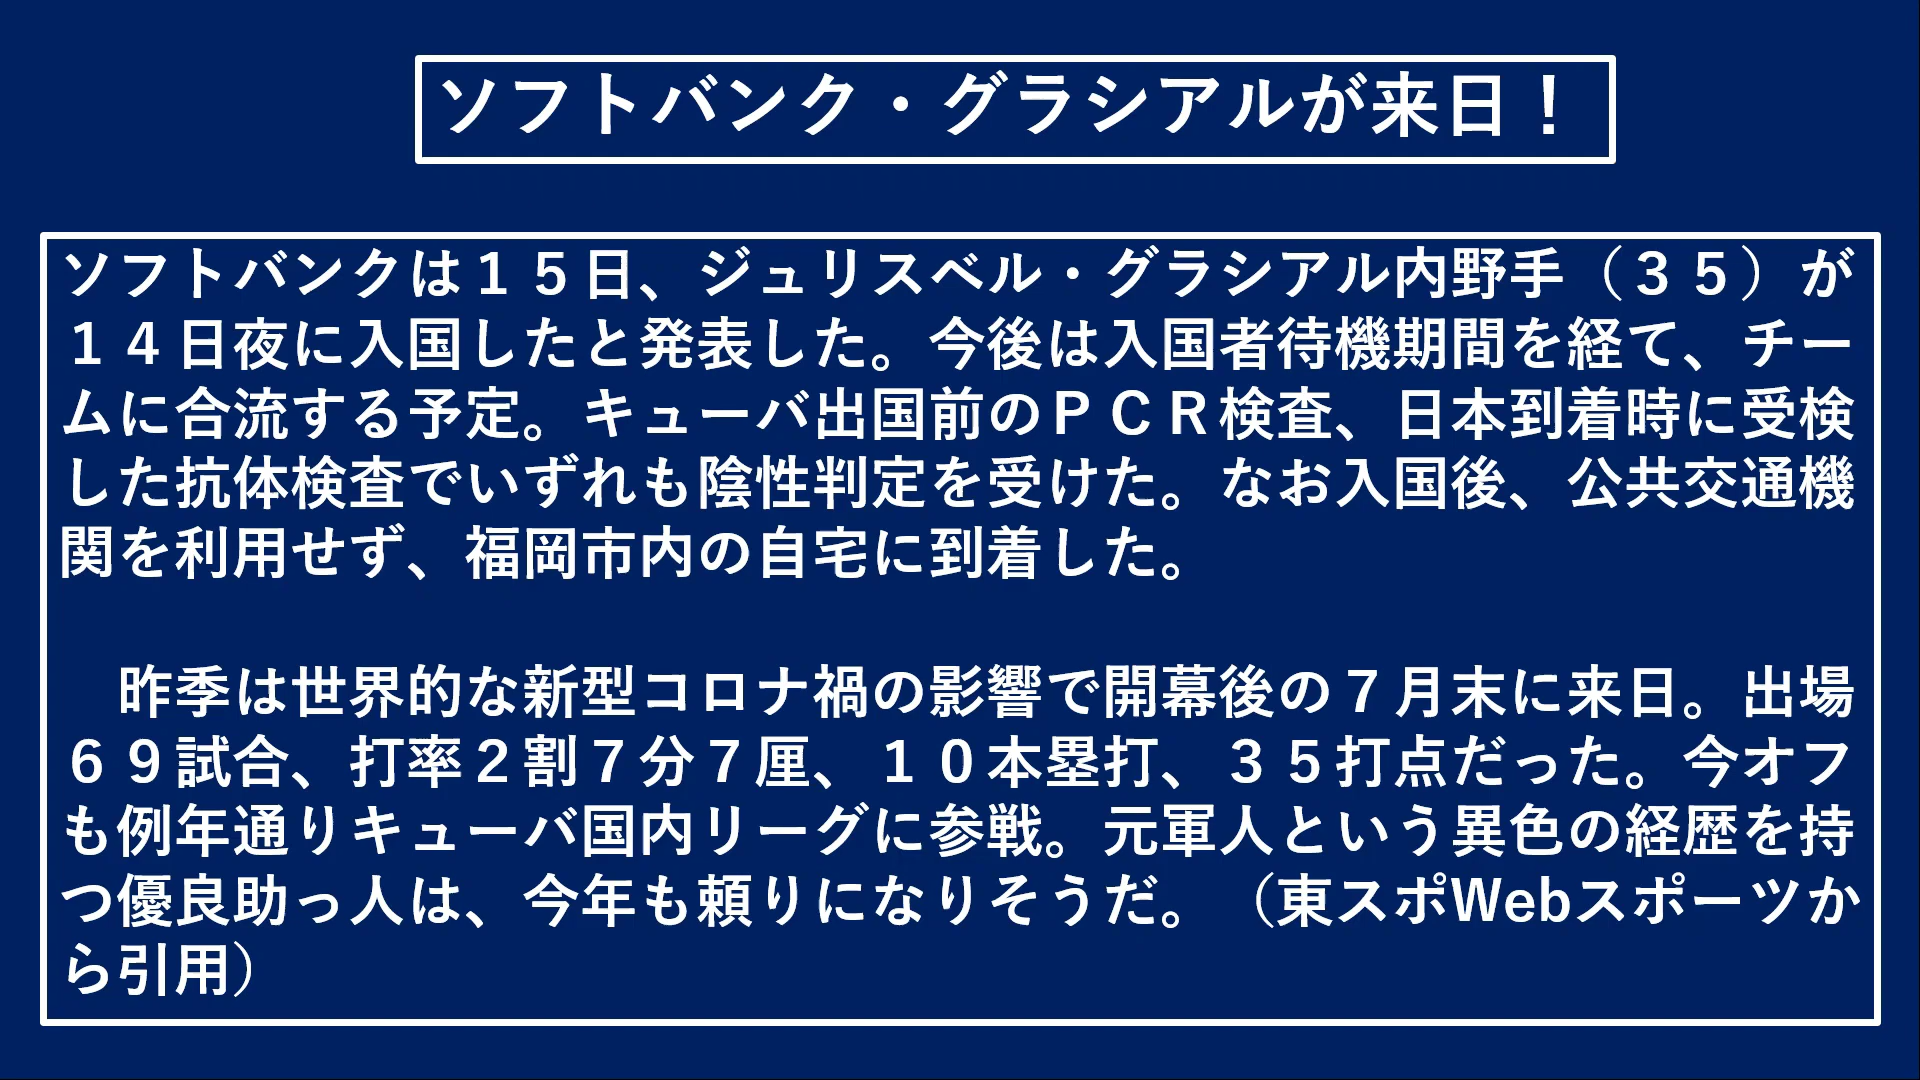 ソフトバンク・グラシアルが来日！
ソフトバンクは１５日、ジュリスベル・グラシアル内野手（３５）が
１４日夜に入国したと発表した。今後は入国者待機期間を経て、チー
ムに合流する予定。キューバ出国前のＰＣＲ検査、日本到着時に受検
した抗体検査でいずれも陰性判定を受けた。なお入国後、公共交通機
関を利用せず、福岡市内の自宅に到着した。
　昨季は世界的な新型コロナ禍の影響で開幕後の７月末に来日。出場
６９試合、打率２割７分７厘、１０本塁打、３５打点だった。今オフ
も例年通りキューバ国内リーグに参戦。元軍人という異色の経歴を持
つ優良助っ人は、今年も頼りになりそうだ。（東スポWebスポーツか
ら引用）